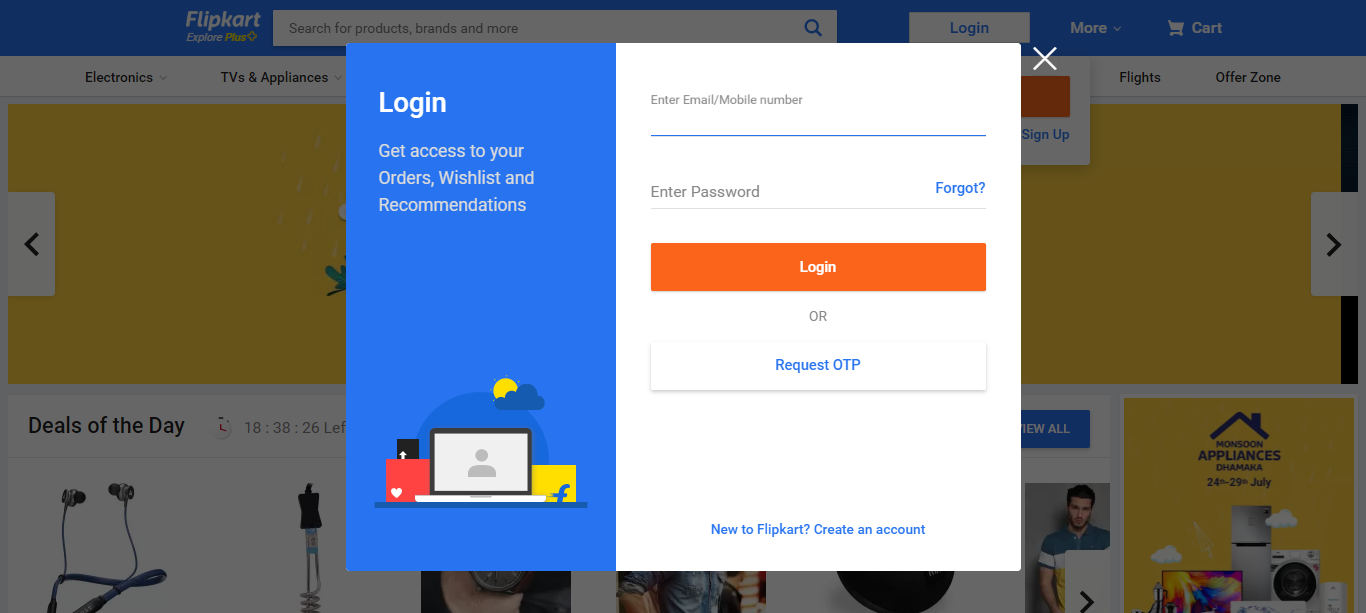 Flipkart
Explore Plus
Search for products, brands and more
Login
More
Cart
Electronics
TVs & Appliances
Flights
Offer Zone
Login
Get access to your
Orders, Wishlist and
Recommendations
Enter Email/Mobile number
Enter Password
Forgot?
Login
OR
Request OTP
New to Flipkart? Create an account
Sign Up
Deals of the Day
18 : 38 : 26 Lef
VIEW ALL
MONSOON
APPLIANCES
DHAMAKA
24th-29th July